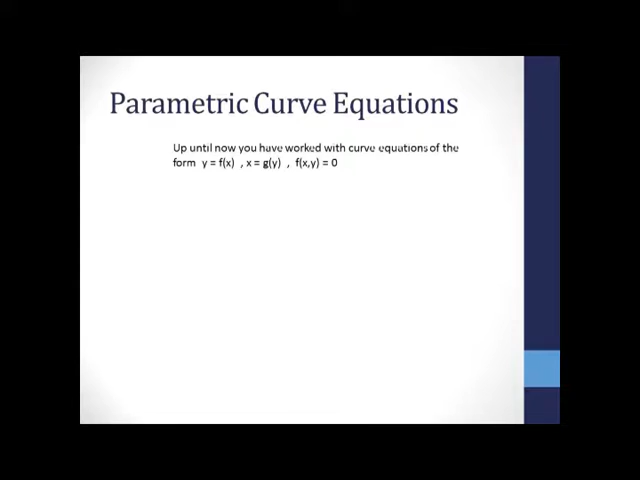 Parametric Curve Equations
Up until now you have worked with curve equations of the
form y = f(x) , x = g(y) , f(x,y) = 0